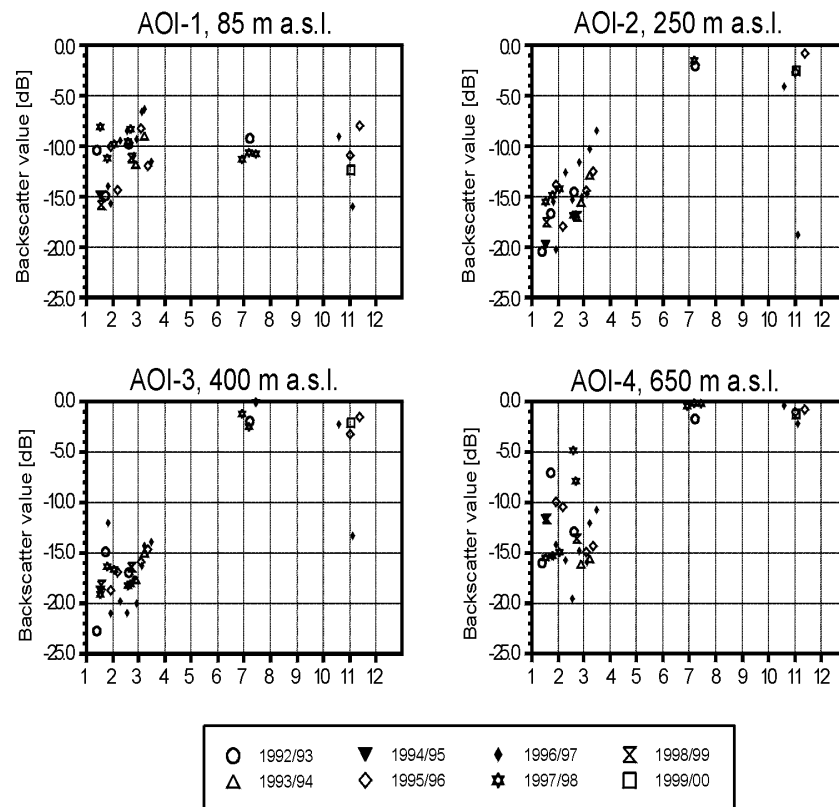 AOI-1, 85 m a.s.l.
Backscatter value [dB]
0.0
-5.0
-10.0
-15.0
-20.0
-25.0
1 2 3 4 5 6 7 8 9 10 11 12
AOI-2, 250 m a.s.l.
Backscatter value [dB]
0.0
-5.0
-10.0
-15.0
-20.0
-25.0
1 2 3 4 5 6 7 8 9 10 11 12
AOI-3, 400 m a.s.l.
Backscatter value [dB]
0.0
-5.0
-10.0
-15.0
-20.0
-25.0
1 2 3 4 5 6 7 8 9 10 11 12
AOI-4, 650 m a.s.l.
Backscatter value [dB]
0.0
-5.0
-10.0
-15.0
-20.0
-25.0
1 2 3 4 5 6 7 8 9 10 11 12
1992/93 1994/95 1996/97 1998/99
1993/94 1995/96 1997/98 1999/00